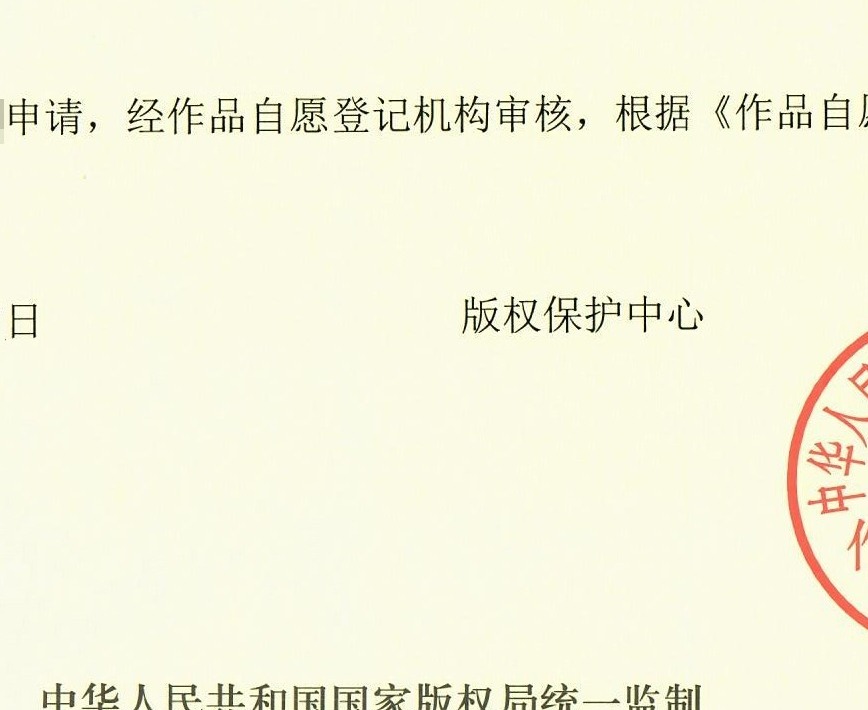 申请，经作品自愿登记机构审核，根据《作品自
日
版权保护中心
中华人
中华人民共和国国家版权局统一监制